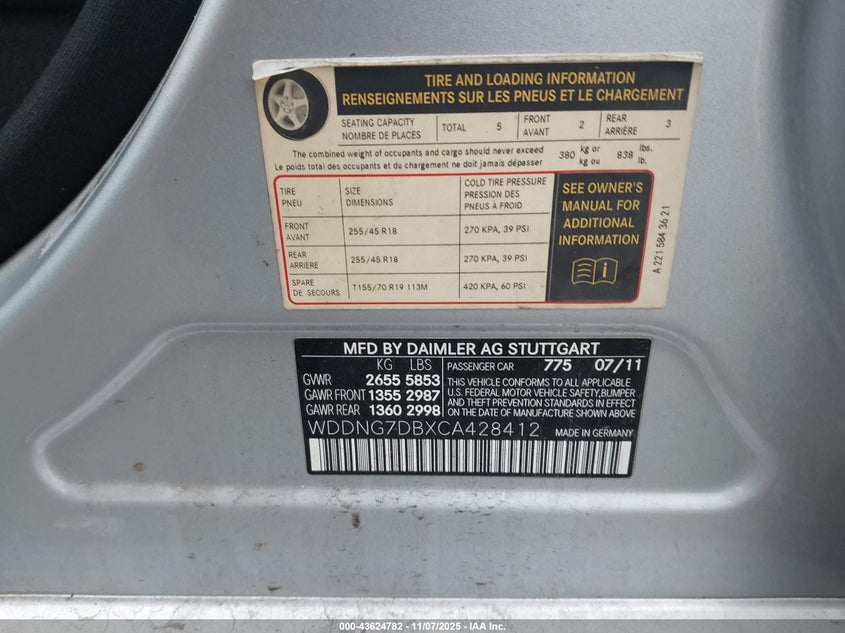 TIRE AND LOADING INFORMATION
RENSEIGNEMENTS SUR LES PNEUS ET LE CHARGEMENT
SEATING CAPACITY
NOMBRE DE PLACES
TOTAL 5
FRONT
AVANT 2
REAR
ARRIÈRE 3
The combined weight of occupants and cargo should never exceed
Le poids total des occupants et du chargement ne doit jamais dépasser
380 kg or
kg ou
838 lbs.
lb.
TIRE
PNEU
SIZE
DIMENSIONS
COLD TIRE PRESSURE
PRESSION DES
PNEUS À FROID
FRONT
AVANT
255/45 R18
270 KPA, 39 PSI
REAR
ARRIÈRE
255/45 R18
270 KPA, 39 PSI
SPARE
DE SECOURS
T155/70 R19 113M
420 KPA, 60 PSI
SEE OWNER'S
MANUAL FOR
ADDITIONAL
INFORMATION
i
A 221 584 36 21
MFD BY DAIMLER AG STUTTGART
KG LBS
GVWR 2655 5853
GAWR FRONT 1355 2987
GAWR REAR 1360 2998
PASSENGER CAR 775 07/11
THIS VEHICLE CONFORMS TO ALL APPLICABLE
U.S. FEDERAL MOTOR VEHICLE SAFETY,BUMPER
AND THEFT PREVENTION STANDARDS IN EFFECT
ON THE DATE OF MANUFACTURE SHOWN ABOVE
WDDNG7DBXCA428412
MADE IN GERMANY
000-43624782 - 11/07/2025 - IAA, Inc.